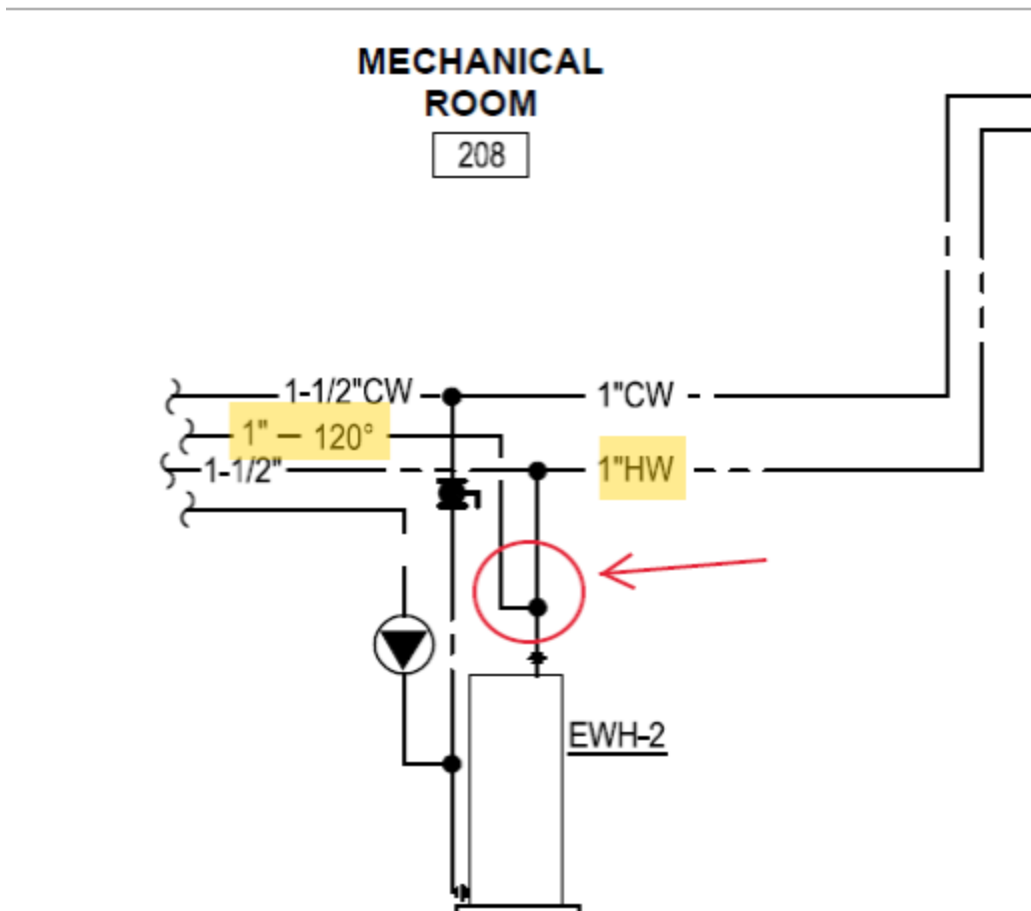 MECHANICAL
ROOM
208
1-1/2"CW
1"CW
1" — 120°
1-1/2"
1"HW
EWH-2